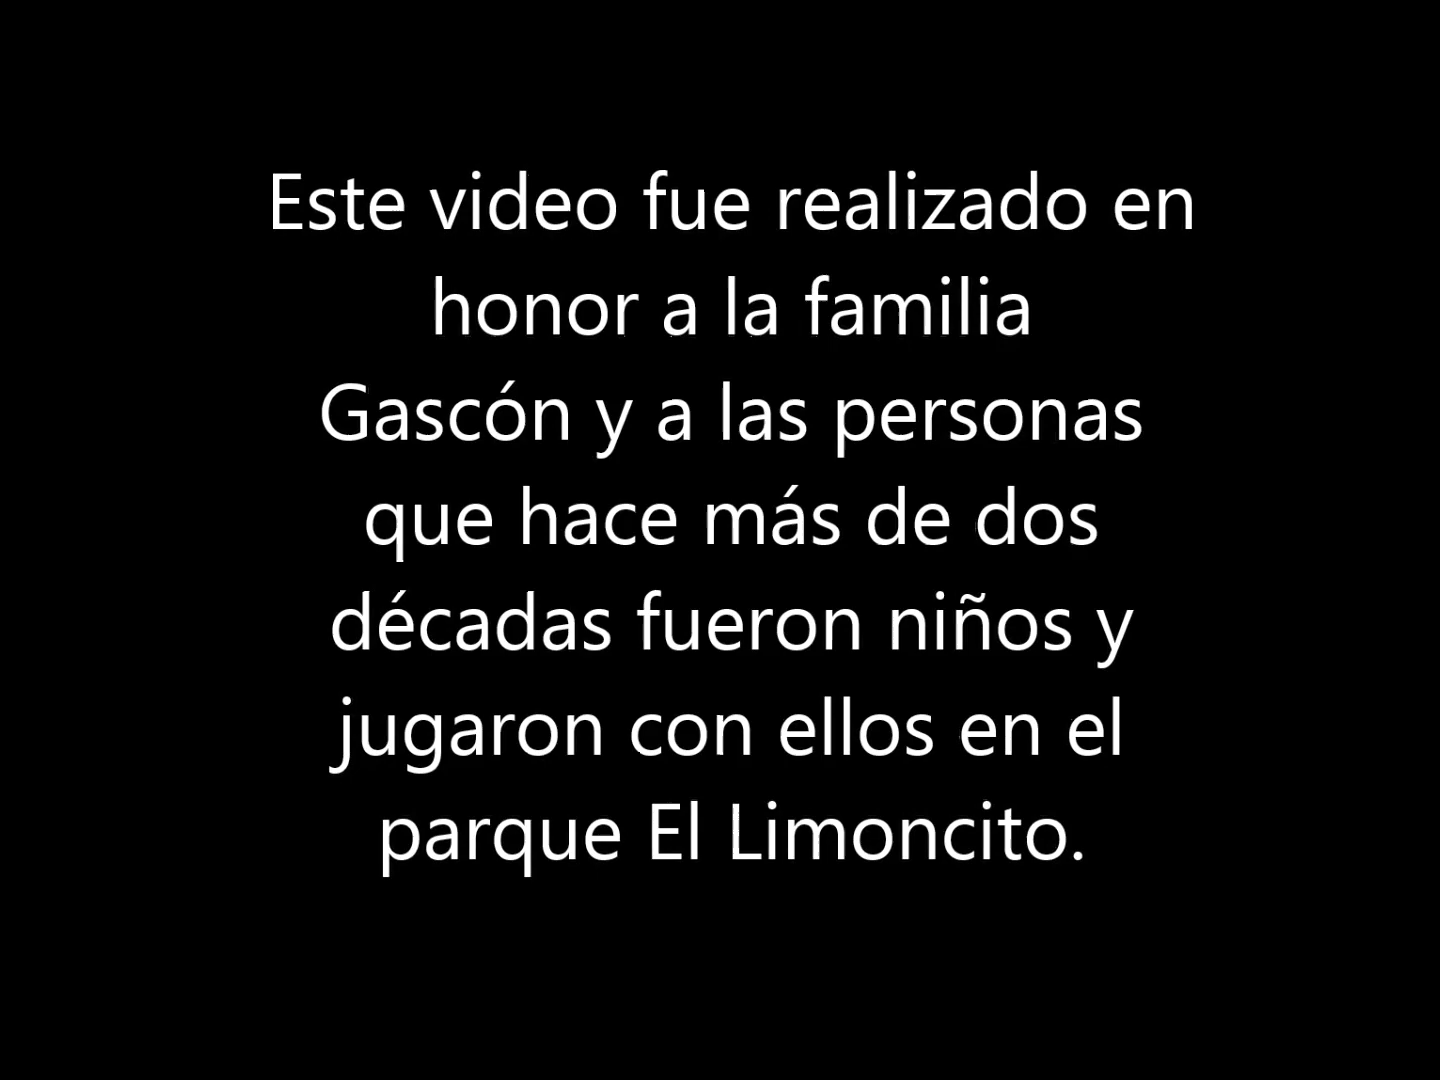 Este video fue realizado en
honor a la familia
Gascón y a las personas
que hace más de dos
décadas fueron niños y
jugaron con ellos en el
parque El Limoncito.